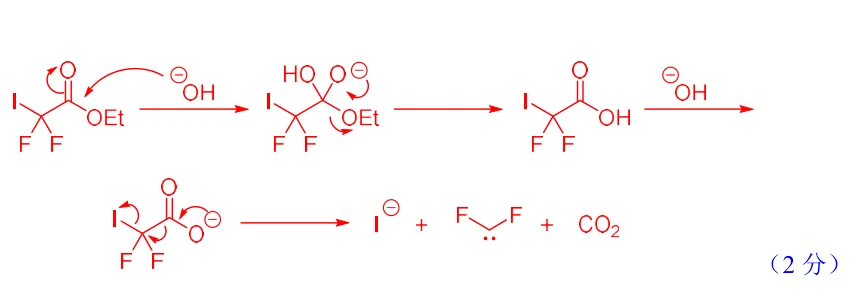 O ⊖ OH HO O ⊖ O ⊖ OH
I OEt I OEt I OH
F F F F F F
O
I O ⊖ I ⊖ + F F + CO₂
F F
(2 分)